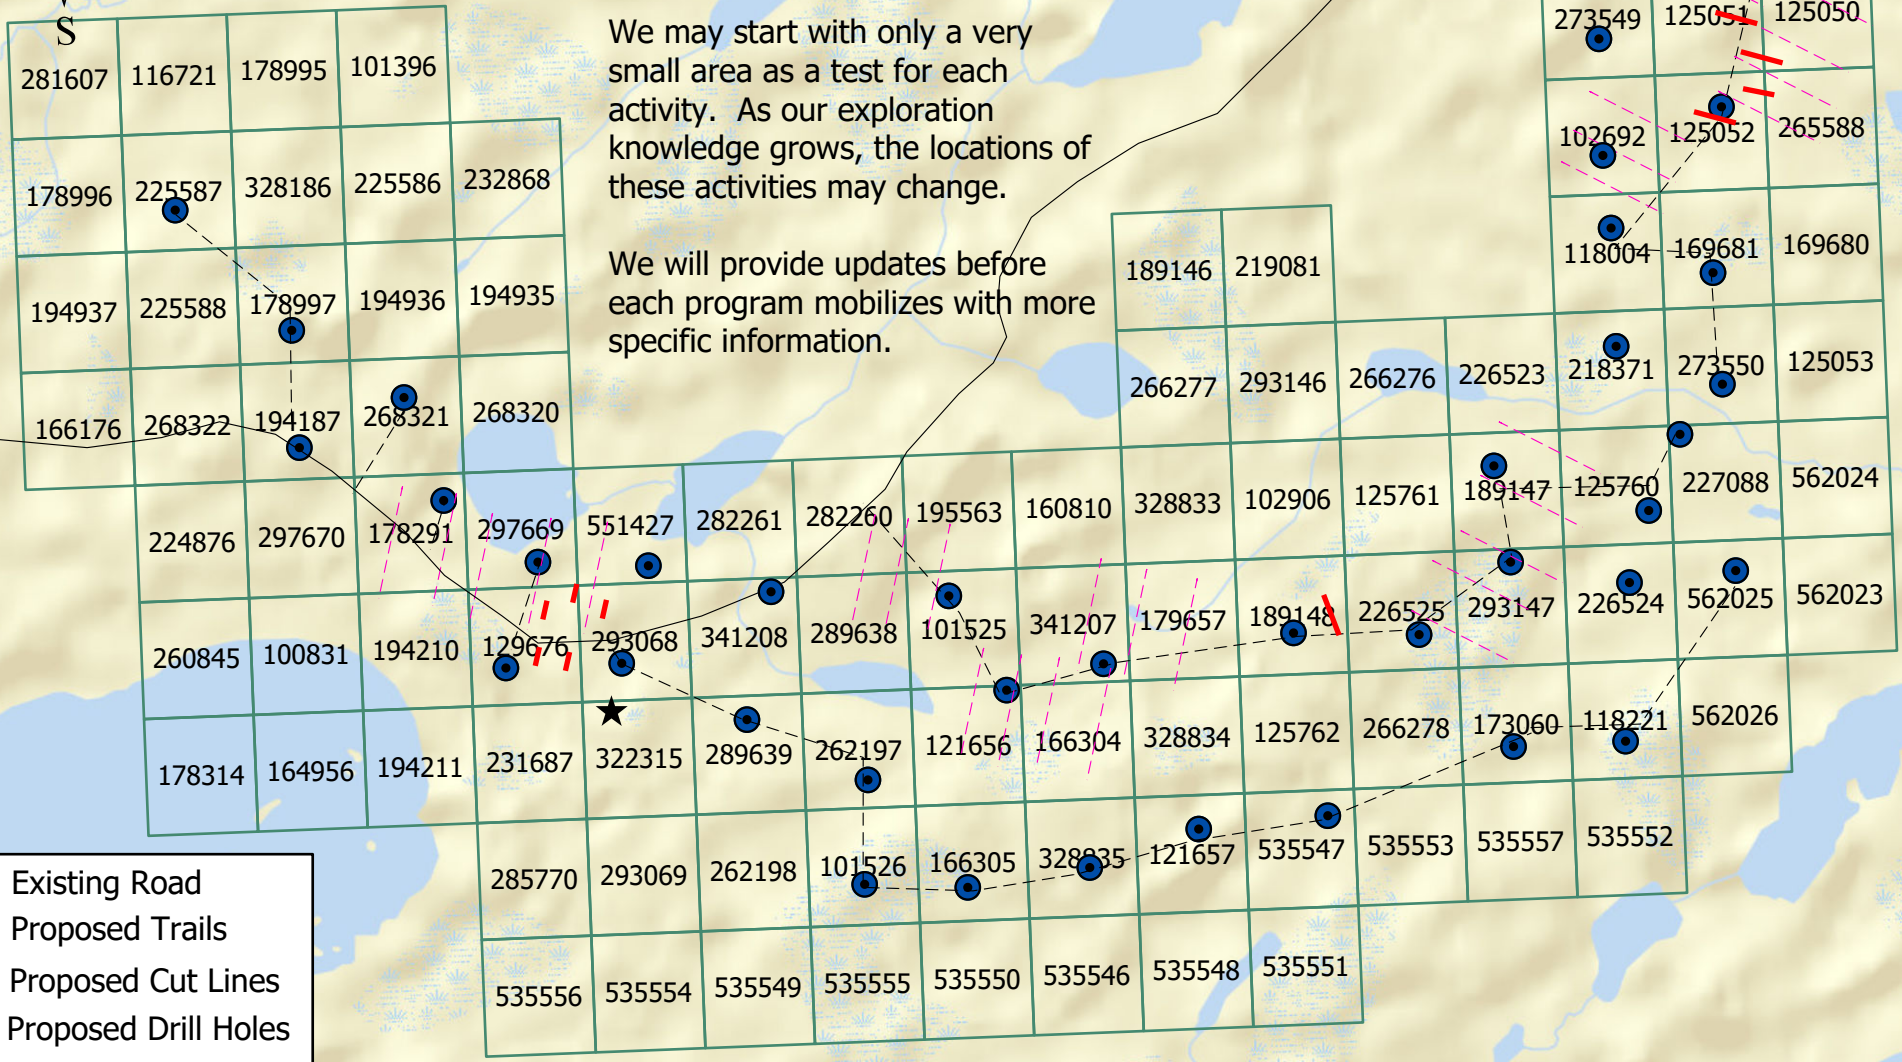 S
We may start with only a very
small area as a test for each
activity. As our exploration
knowledge grows, the locations of
these activities may change.
We will provide updates before
each program mobilizes with more
specific information.
281607 116721 178995 101396
178996 225587 328186 225586 232868
194937 225588 178997 194936 194935
166176 268322 194187 268321 268320
273549 125051 125050
102692 125052 265588
118004 169681 169680
189146 219081
266277 293146 266276 226523 218371 273550 125053
224876 297670 178291 297669 551427 282261 282260 195563 160810 328833 102906 125761 189147 125760 227088 562024
260845 100831 194210 129676 293068 341208 289638 101525 341207 179657 189148 226525 293147 226524 562025 562023
178314 164956 194211 231687 322315 289639 262197 121656 166304 328834 125762 266278 173060 118221 562026
285770 293069 262198 101526 166305 328835 121657 535547 535553 535557 535552
535556 535554 535549 535555 535550 535546 535548 535551
Existing Road
Proposed Trails
Proposed Cut Lines
Proposed Drill Holes